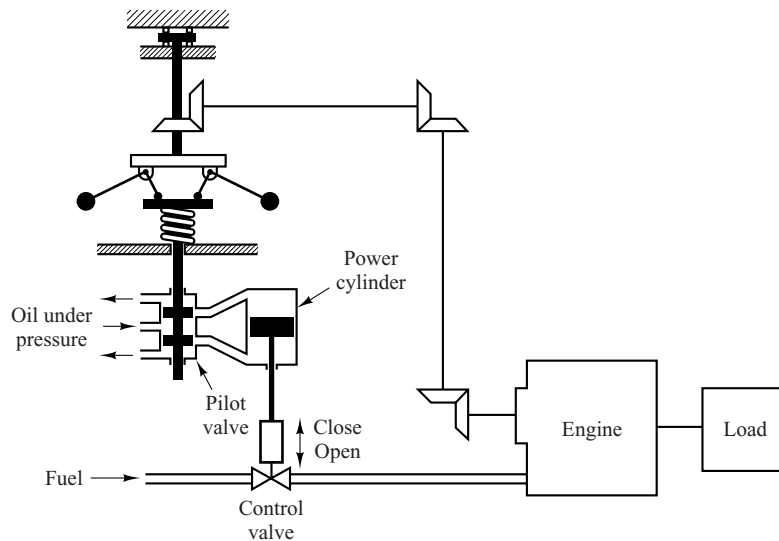 Power
cylinder
Oil under
pressure
Pilot
valve
Close
Open
Engine
Load
Fuel
Control
valve